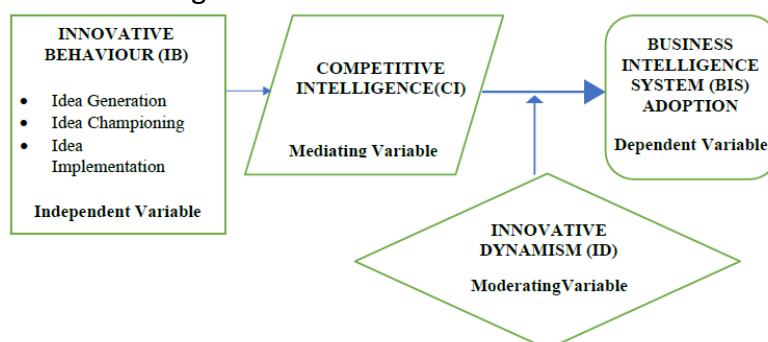 INNOVATIVE
BEHAVIOUR (IB)
• Idea Generation
• Idea Championing
• Idea
Implementation
Independent Variable
COMPETITIVE
INTELLIGENCE(CI)
Mediating Variable
BUSINESS
INTELLIGENCE
SYSTEM (BIS)
ADOPTION
Dependent Variable
INNOVATIVE
DYNAMISM (ID)
ModeratingVariable